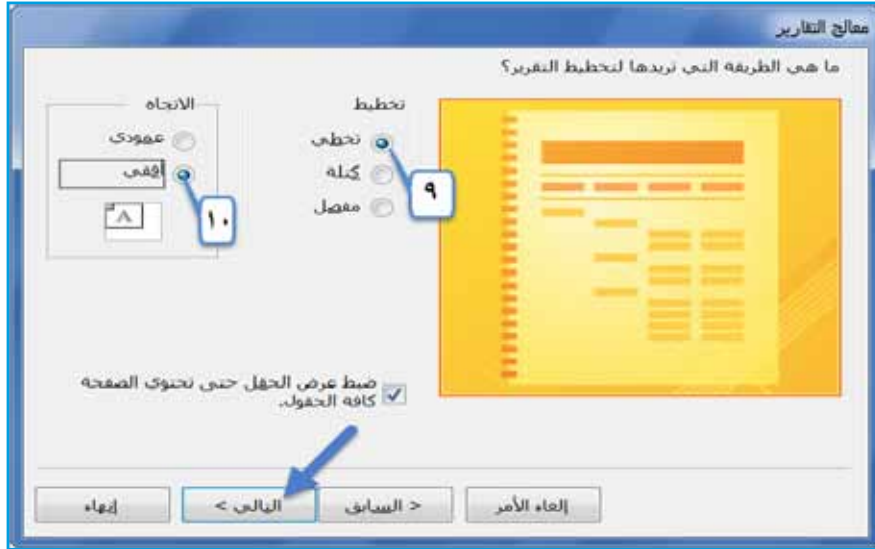 معالج التقارير
ما هي الطريقة التي تريدها لتخطيط التقرير؟
تخطيط
تخطي
كتلة
مفصل
٩
الاتجاه
عمودي
أفقي
A
١٠
ضبط عرض الحقل حتى تحتوي الصفحة
كافة الحقول.
إلغاء الأمر
< السابق
التالي >
إنهاء